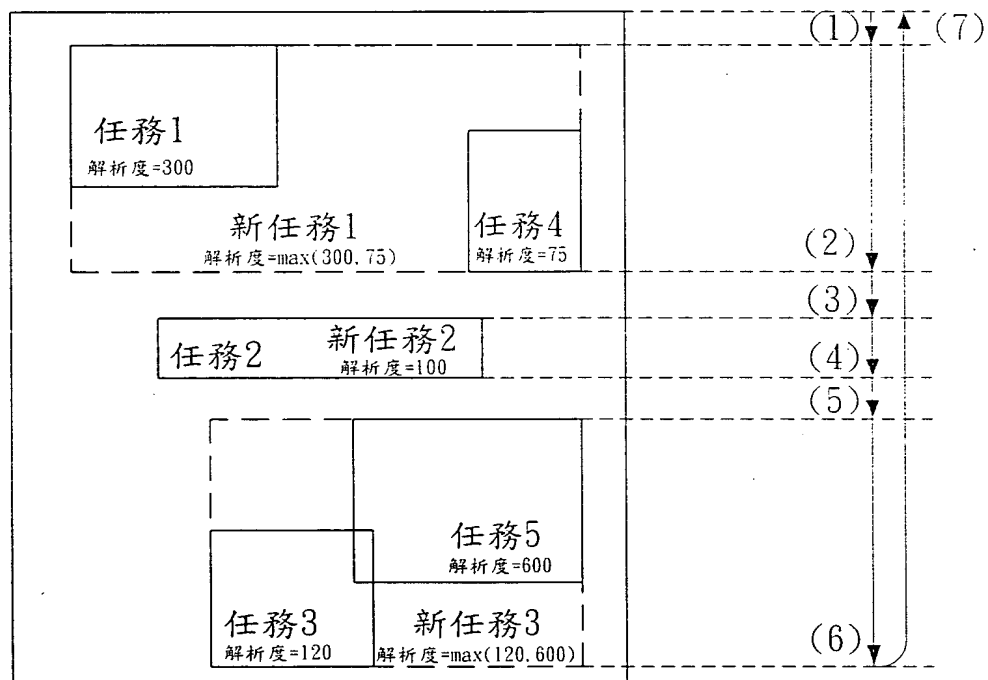 (1)
(7)
任務1
解析度=300
新任務1
解析度=max(300,75)
任務4
解析度=75
(2)
(3)
任務2
新任務2
解析度=100
(4)
(5)
任務5
解析度=600
任務3
解析度=120
新任務3
解析度=max(120,600)
(6)